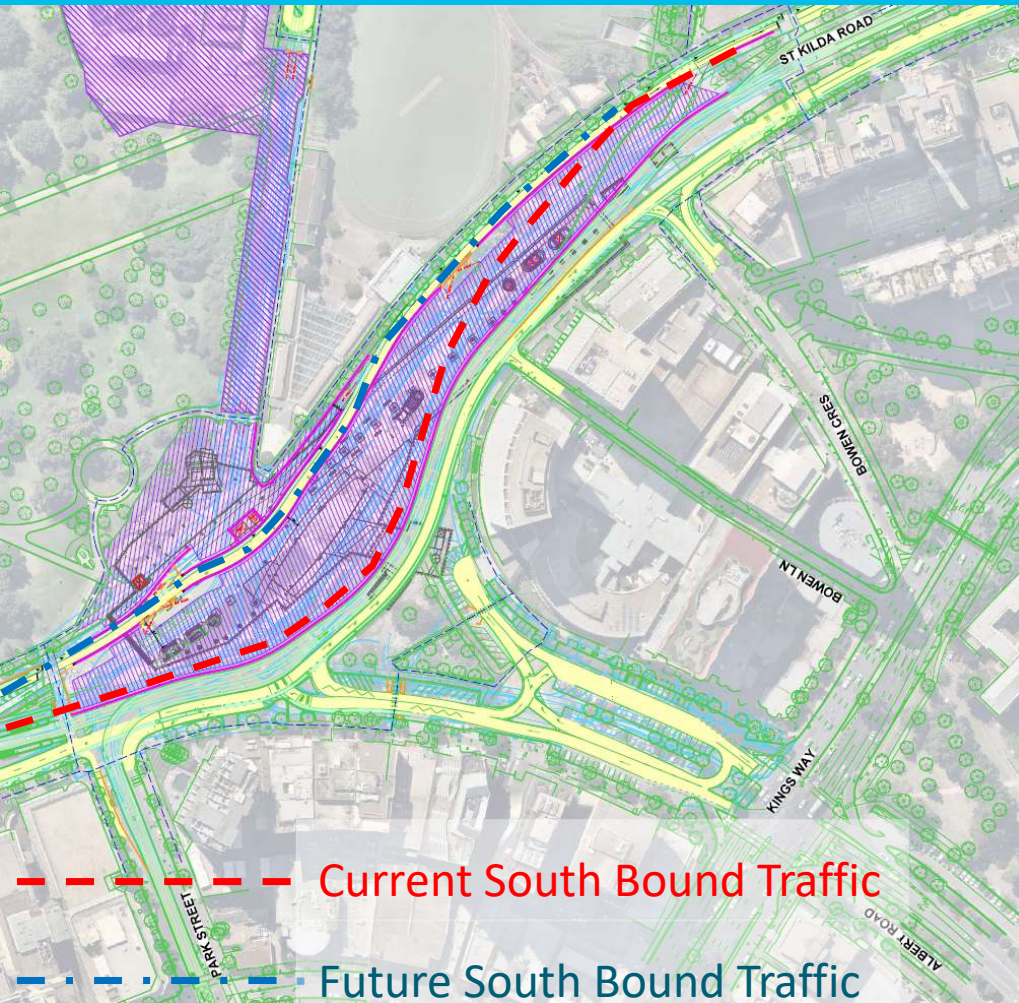 ST KILDA ROAD
BOWEN CRES
BOWEN LN
KINGS WAY
Current South Bound Traffic
PARK STREET
ALBERT ROAD
Future South Bound Traffic